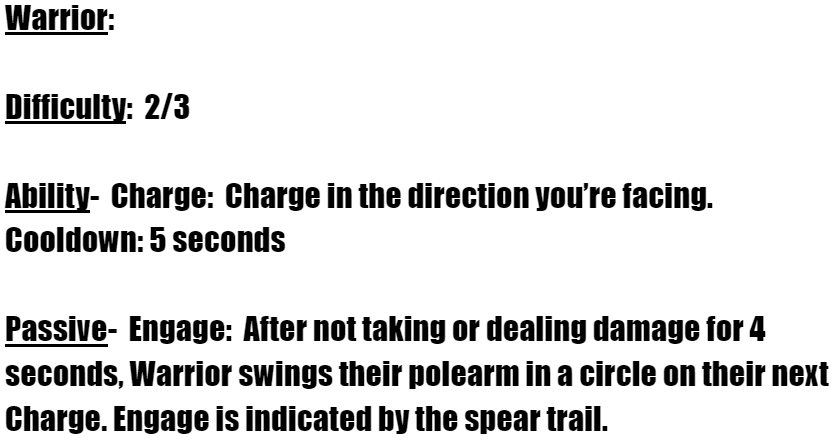 Warrior:
Difficulty:  2/3
Ability-  Charge:  Charge in the direction you’re facing.
Cooldown: 5 seconds
Passive-  Engage:  After not taking or dealing damage for 4
seconds, Warrior swings their polearm in a circle on their next
Charge. Engage is indicated by the spear trail.